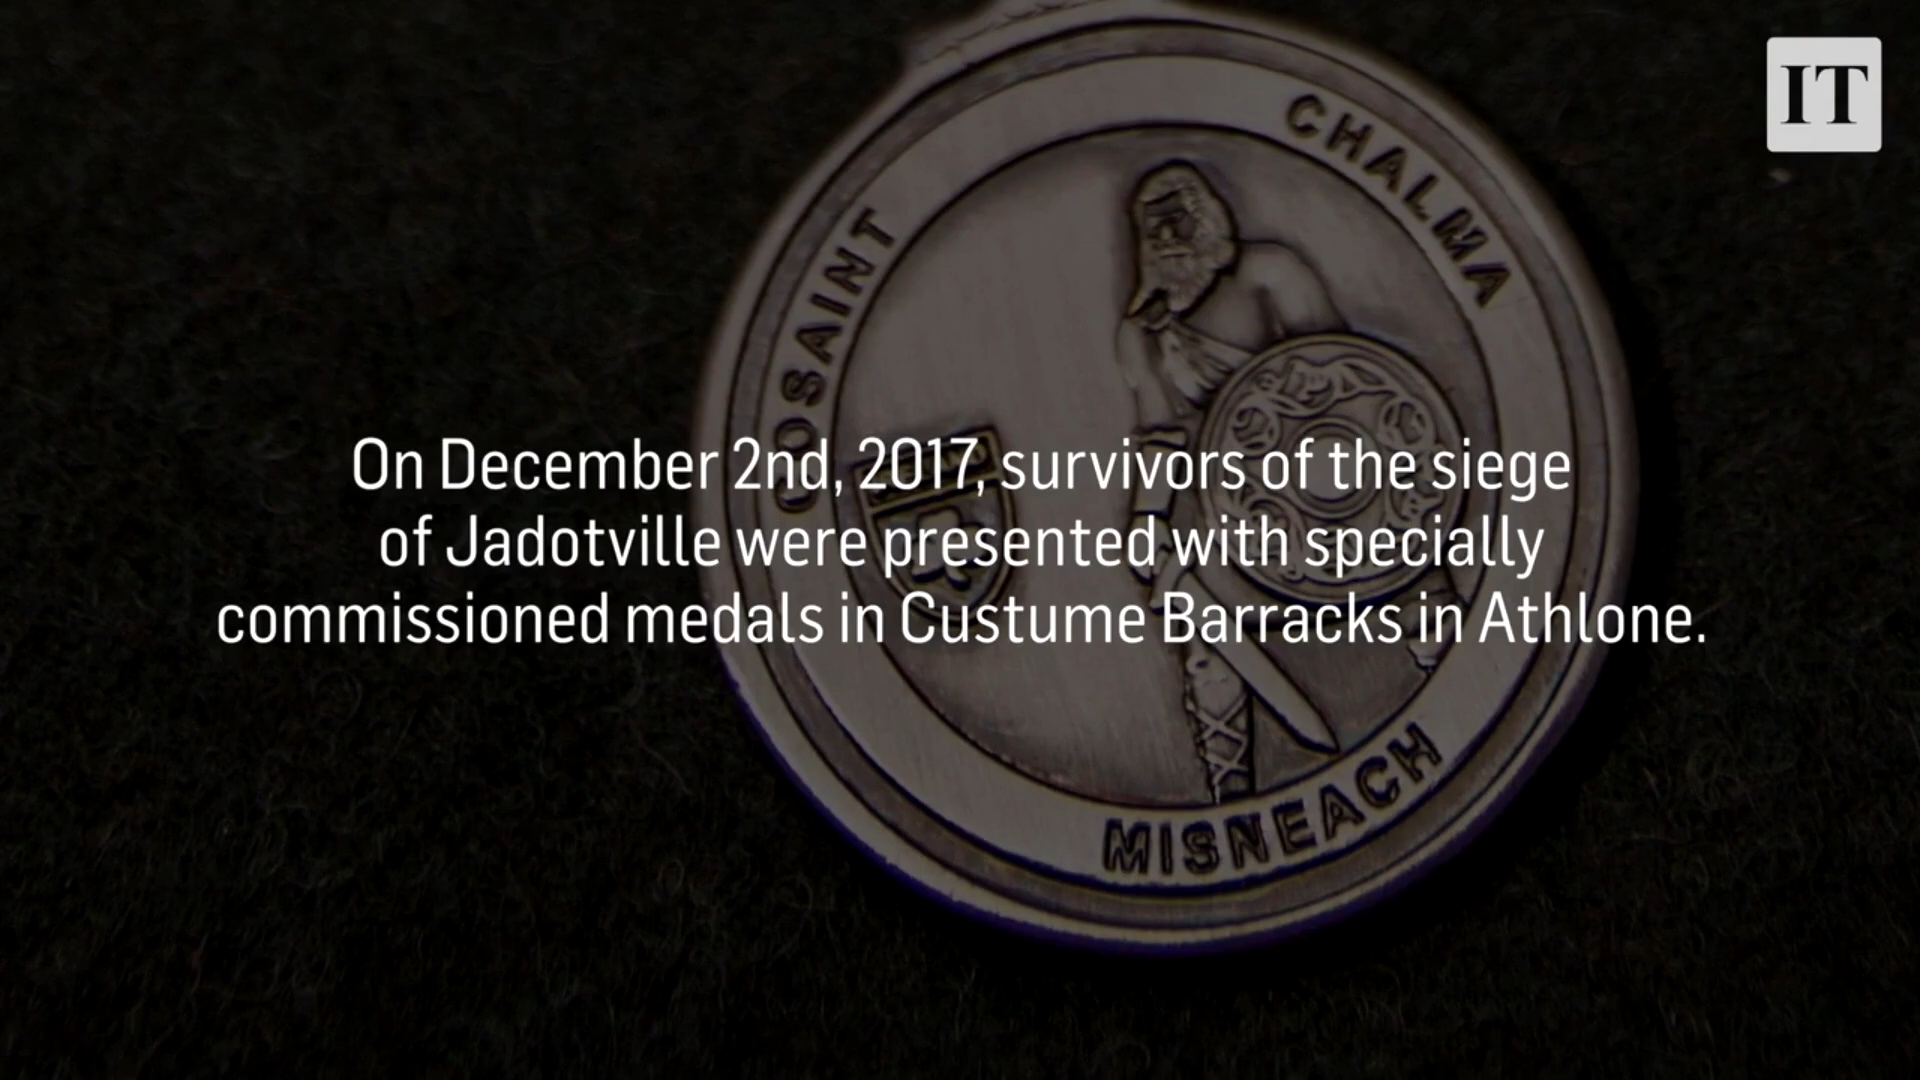 IT
COSAINT
CHALMA
On December 2nd, 2017, survivors of the siege
of Jadotville were presented with specially
commissioned medals in Custume Barracks in Athlone.
MISNEACH